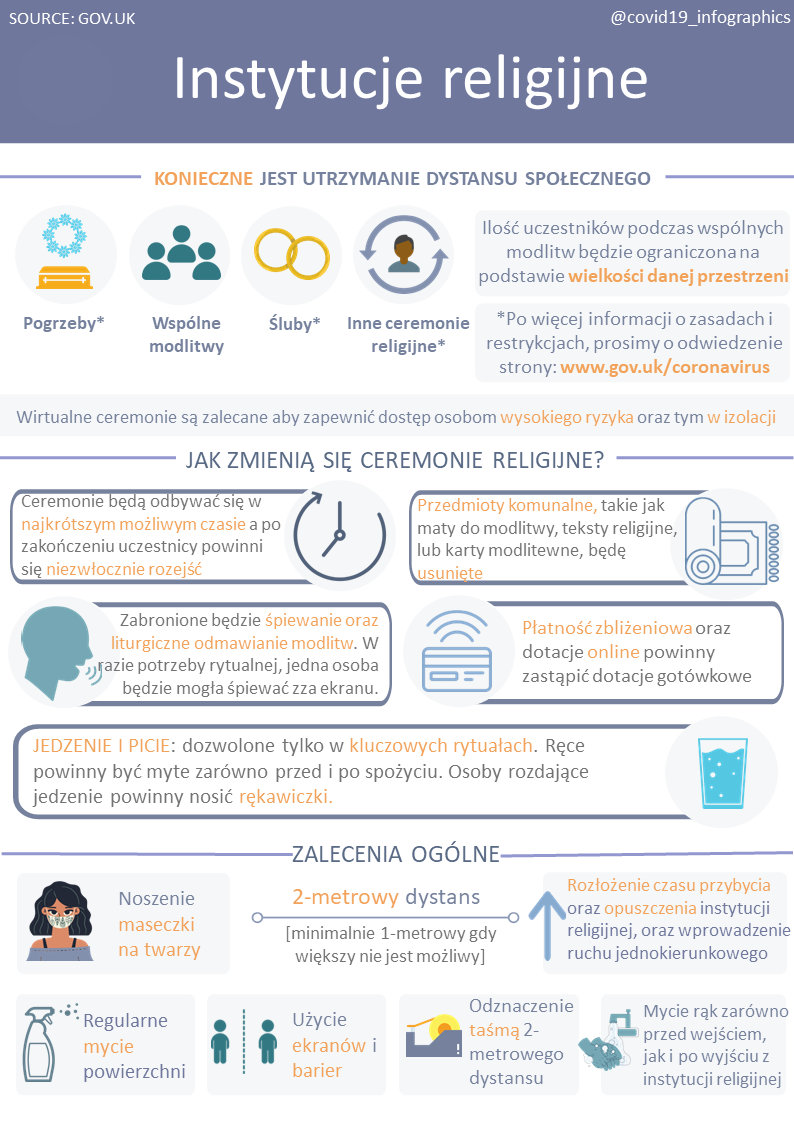 SOURCE: GOV.UK
@covid19_infographics
Instytucje religijne
KONIECZNE JEST UTRZYMANIE DYSTANSU SPOŁECZNEGO
Pogrzeby*
Wspólne
modlitwy
Śluby*
Inne ceremonie
religijne*
Ilość uczestników podczas wspólnych
modlitw będzie ograniczona na
podstawie wielkości danej przestrzeni
*Po więcej informacji o zasadach i
restrykcjach, prosimy o odwiedzenie
strony: www.gov.uk/coronavirus
Wirtualne ceremonie są zalecane aby zapewnić dostęp osobom wysokiego ryzyka oraz tym w izolacji
JAK ZMIENIĄ SIĘ CEREMONIE RELIGIJNE?
Ceremonie będą odbywać się w
najkrótszym możliwym czasie a po
zakończeniu uczestnicy powinni
się niezwłocznie rozejść
Przedmioty komunalne, takie jak
maty do modlitwy, teksty religijne,
lub karty modlitewne, będę
usunięte
Zabronione będzie śpiewanie oraz
liturgiczne odmawianie modlitw. W
razie potrzeby rytualnej, jedna osoba
będzie mogła śpiewać zza ekranu.
Płatność zbliżeniowa oraz
dotacje online powinny
zastąpić dotacje gotówkowe
JEDZENIE I PICIE: dozwolone tylko w kluczowych rytuałach. Ręce
powinny być myte zarówno przed i po spożyciu. Osoby rozdające
jedzenie powinny nosić rękawiczki.
ZALECENIA OGÓLNE
Noszenie
maseczki
na twarzy
2-metrowy dystans
[minimalnie 1-metrowy gdy
większy nie jest możliwy]
Rozłożenie czasu przybycia
oraz opuszczenia instytucji
religijnej, oraz wprowadzenie
ruchu jednokierunkowego
Regularne
mycie
powierzchni
Użycie
ekranów i
barier
Odznaczenie
taśmą 2-
metrowego
dystansu
Mycie rąk zarówno
przed wejściem,
jak i po wyjściu z
instytucji religijnej